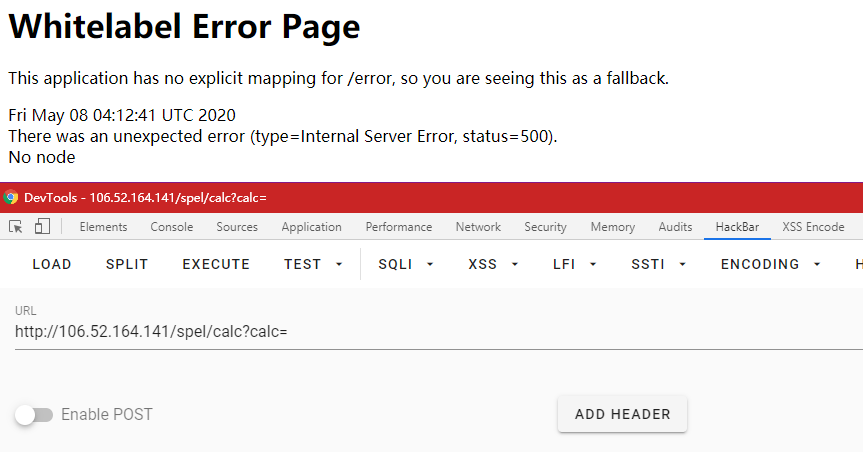 Whitelabel Error Page
This application has no explicit mapping for /error, so you are seeing this as a fallback.
Fri May 08 04:12:41 UTC 2020
There was an unexpected error (type=Internal Server Error, status=500).
No node
DevTools - 106.52.164.141/spel/calc?calc=
Elements Console Sources Application Performance Network Security Memory Audits HackBar XSS Encode
LOAD SPLIT EXECUTE TEST SQLI XSS LFI SSTI ENCODING H
URL
http://106.52.164.141/spel/calc?calc=
Enable POST ADD HEADER